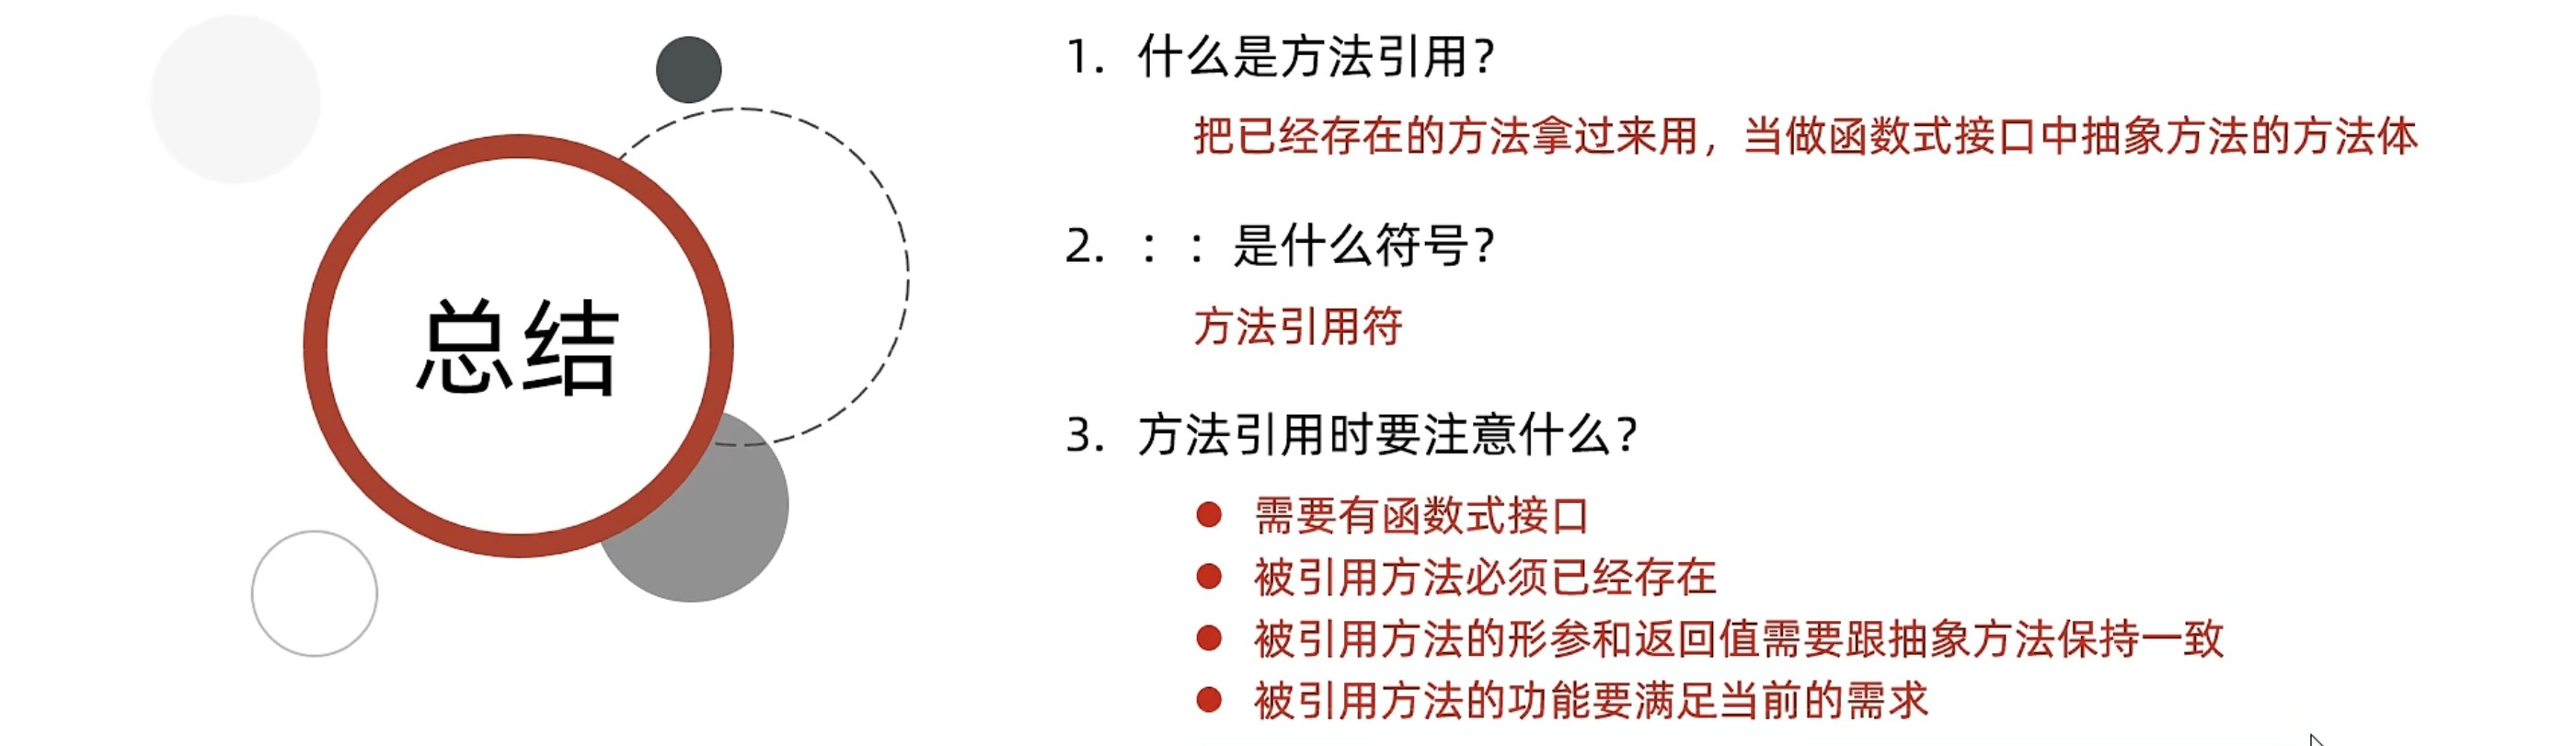 总结
1. 什么是方法引用？
把已经存在的方法拿过来用，当做函数式接口中抽象方法的方法体
2. ：：是什么符号？
方法引用符
3. 方法引用时要注意什么？
● 需要有函数式接口
● 被引用方法必须已经存在
● 被引用方法的形参和返回值需要跟抽象方法保持一致
● 被引用方法的功能要满足当前的需求